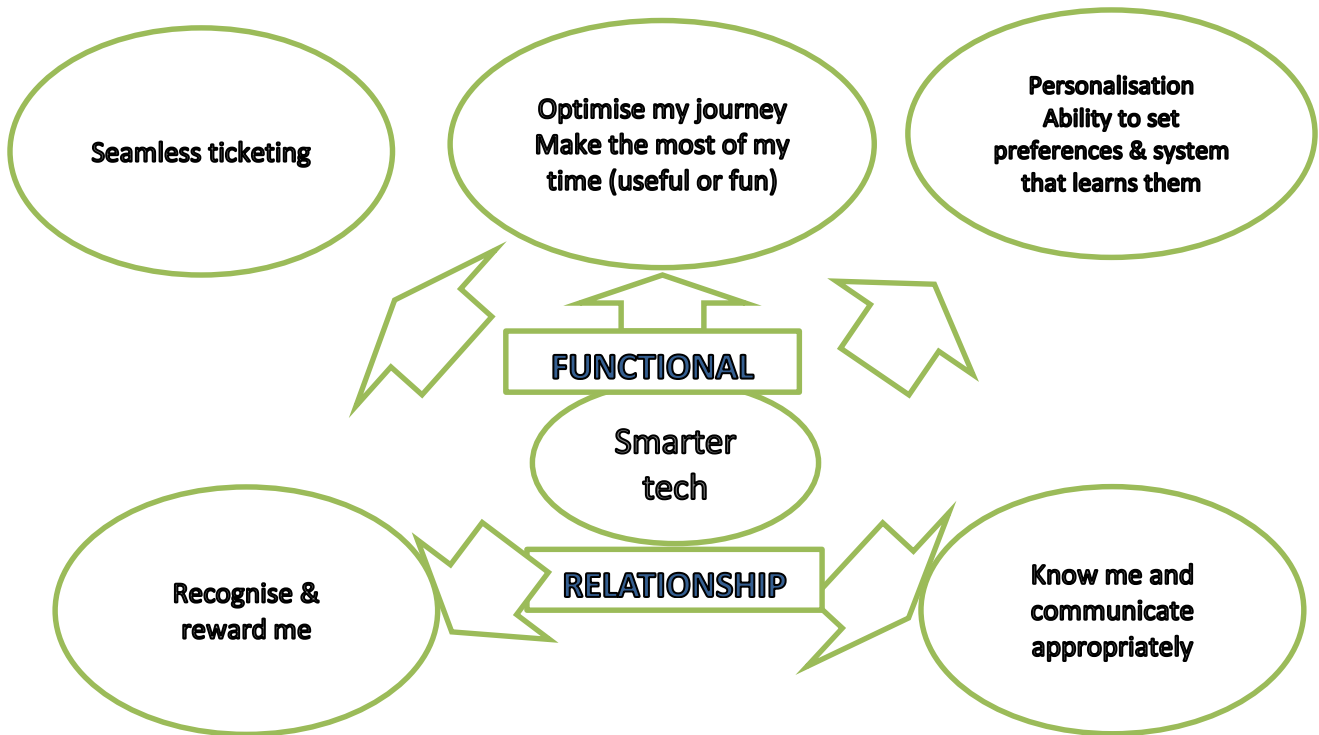 Seamless ticketing
Optimise my journey
Make the most of my
time (useful or fun)
Personalisation
Ability to set
preferences & system
that learns them
FUNCTIONAL
Smarter
tech
RELATIONSHIP
Recognise &
reward me
Know me and
communicate
appropriately